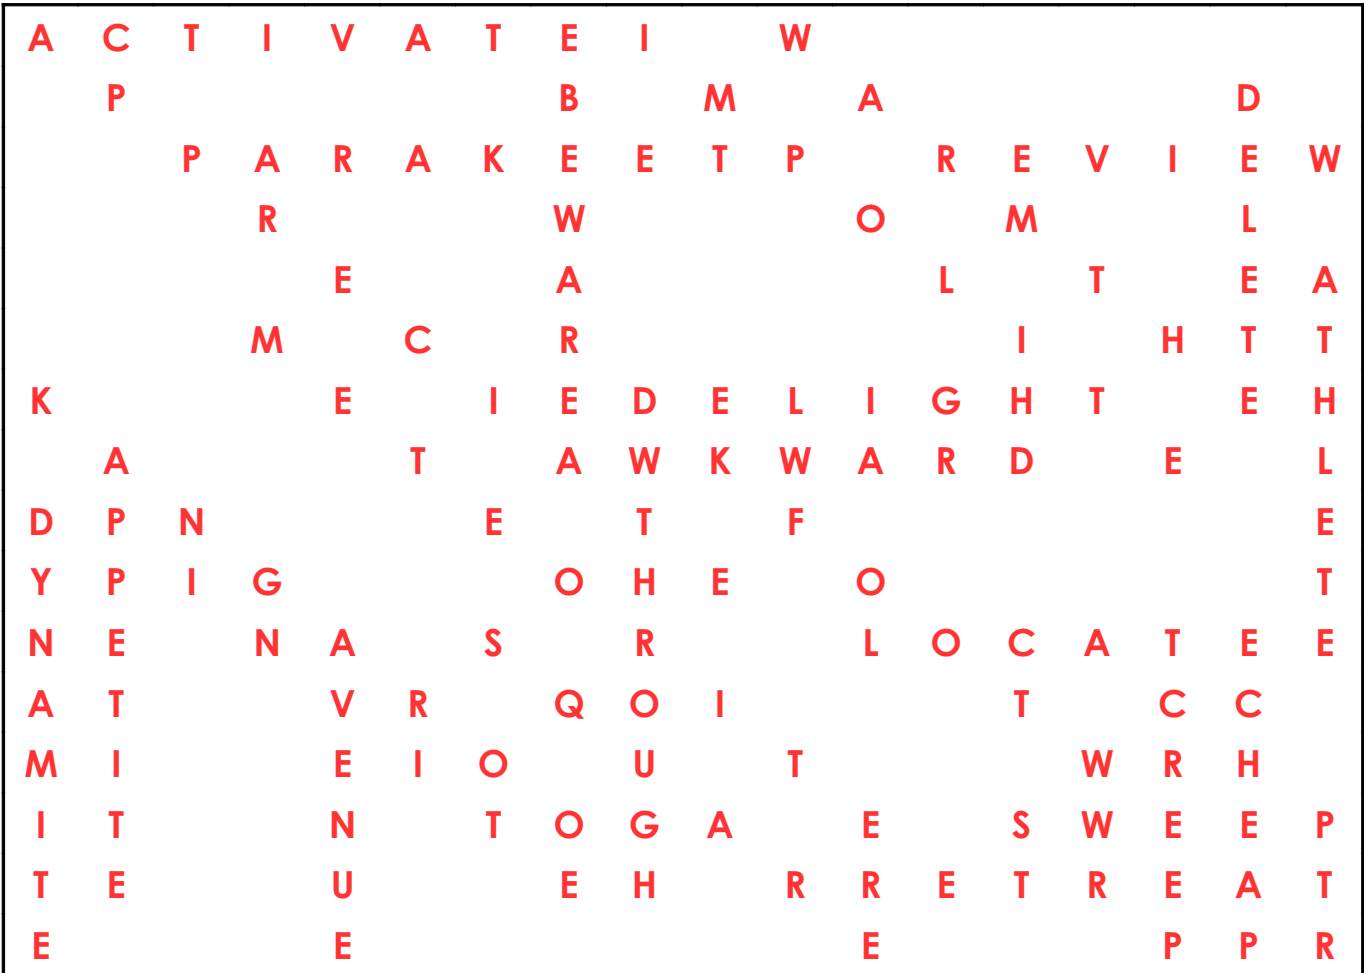 A C T I V A T E I W
P B M A D
P A R A K E E T P R E V I E W
R W O M L
E A L T E A
M C R I H T T
K E I E D E L I G H T E H
A T A W K W A R D E L
D P N E T F E
Y P I G O H E O T
N E N A S R L O C A T E E
A T V R Q O I T C C
M I E I O U T W R H
I T N T O G A E S W E E P
T E U E H R R E T R E A T
E E E P P R